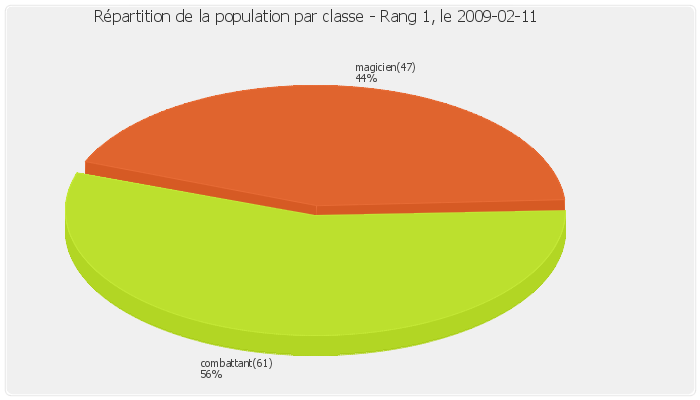 Répartition de la population par classe - Rang 1, le 2009-02-11
magicien(47)
44%
combattant(61)
56%